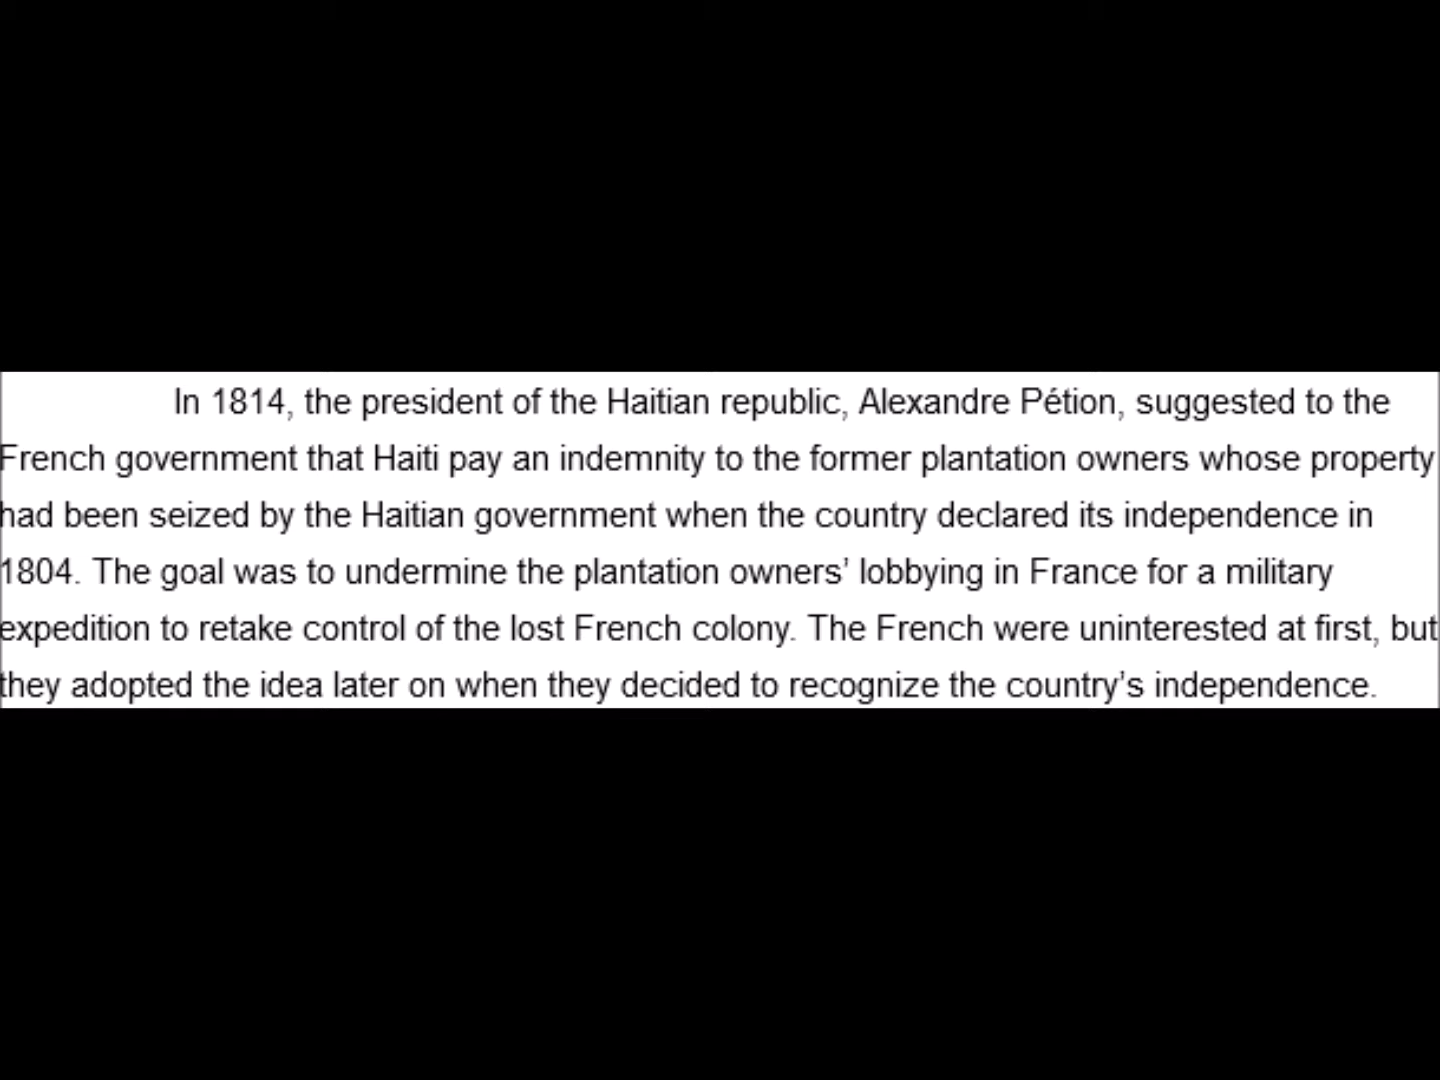 In 1814, the president of the Haitian republic, Alexandre Pétion, suggested to the
French government that Haiti pay an indemnity to the former plantation owners whose property
had been seized by the Haitian government when the country declared its independence in
1804. The goal was to undermine the plantation owners’ lobbying in France for a military
expedition to retake control of the lost French colony. The French were uninterested at first, but
they adopted the idea later on when they decided to recognize the country’s independence.